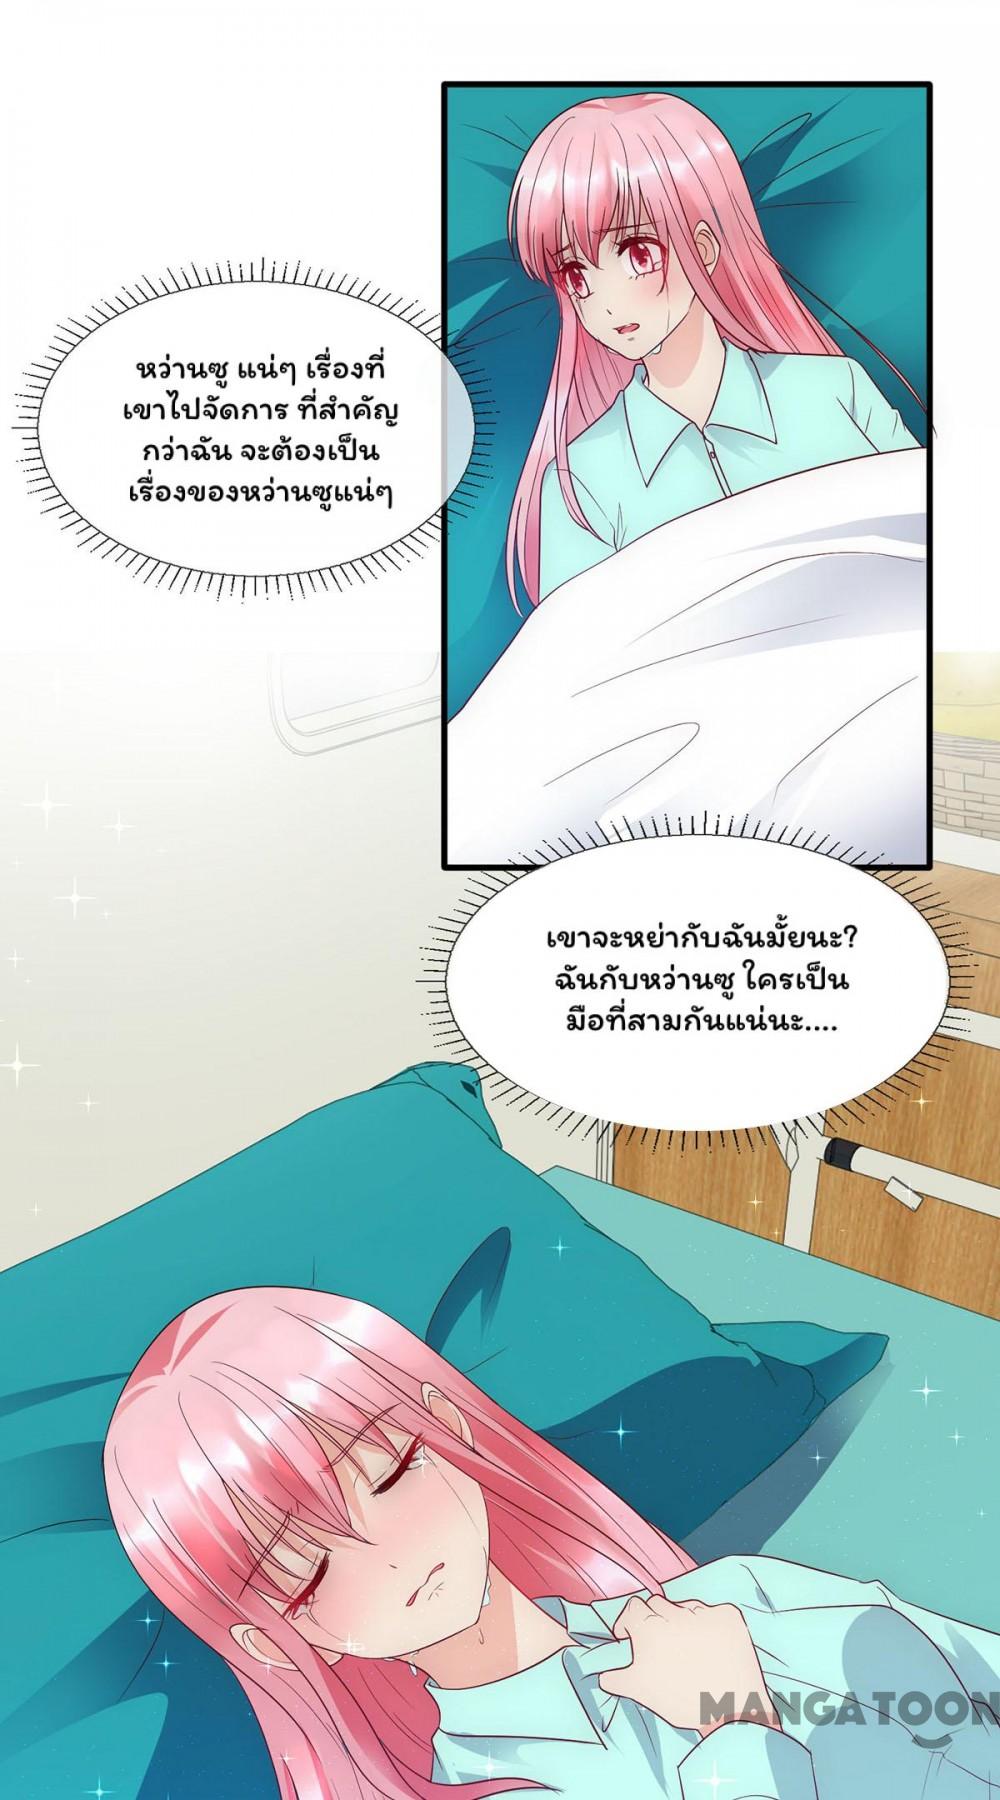 หว่านซู แน่ๆ เรื่องที่
เขาไปจัดการ ที่สำคัญ
กว่าฉัน จะต้องเป็น
เรื่องของหว่านซูแน่ๆ
เขาจะหย่ากับฉันมั้ยนะ?
ฉันกับหว่านซู ใครเป็น
มือที่สามกันแน่นะ....
MANGATOON